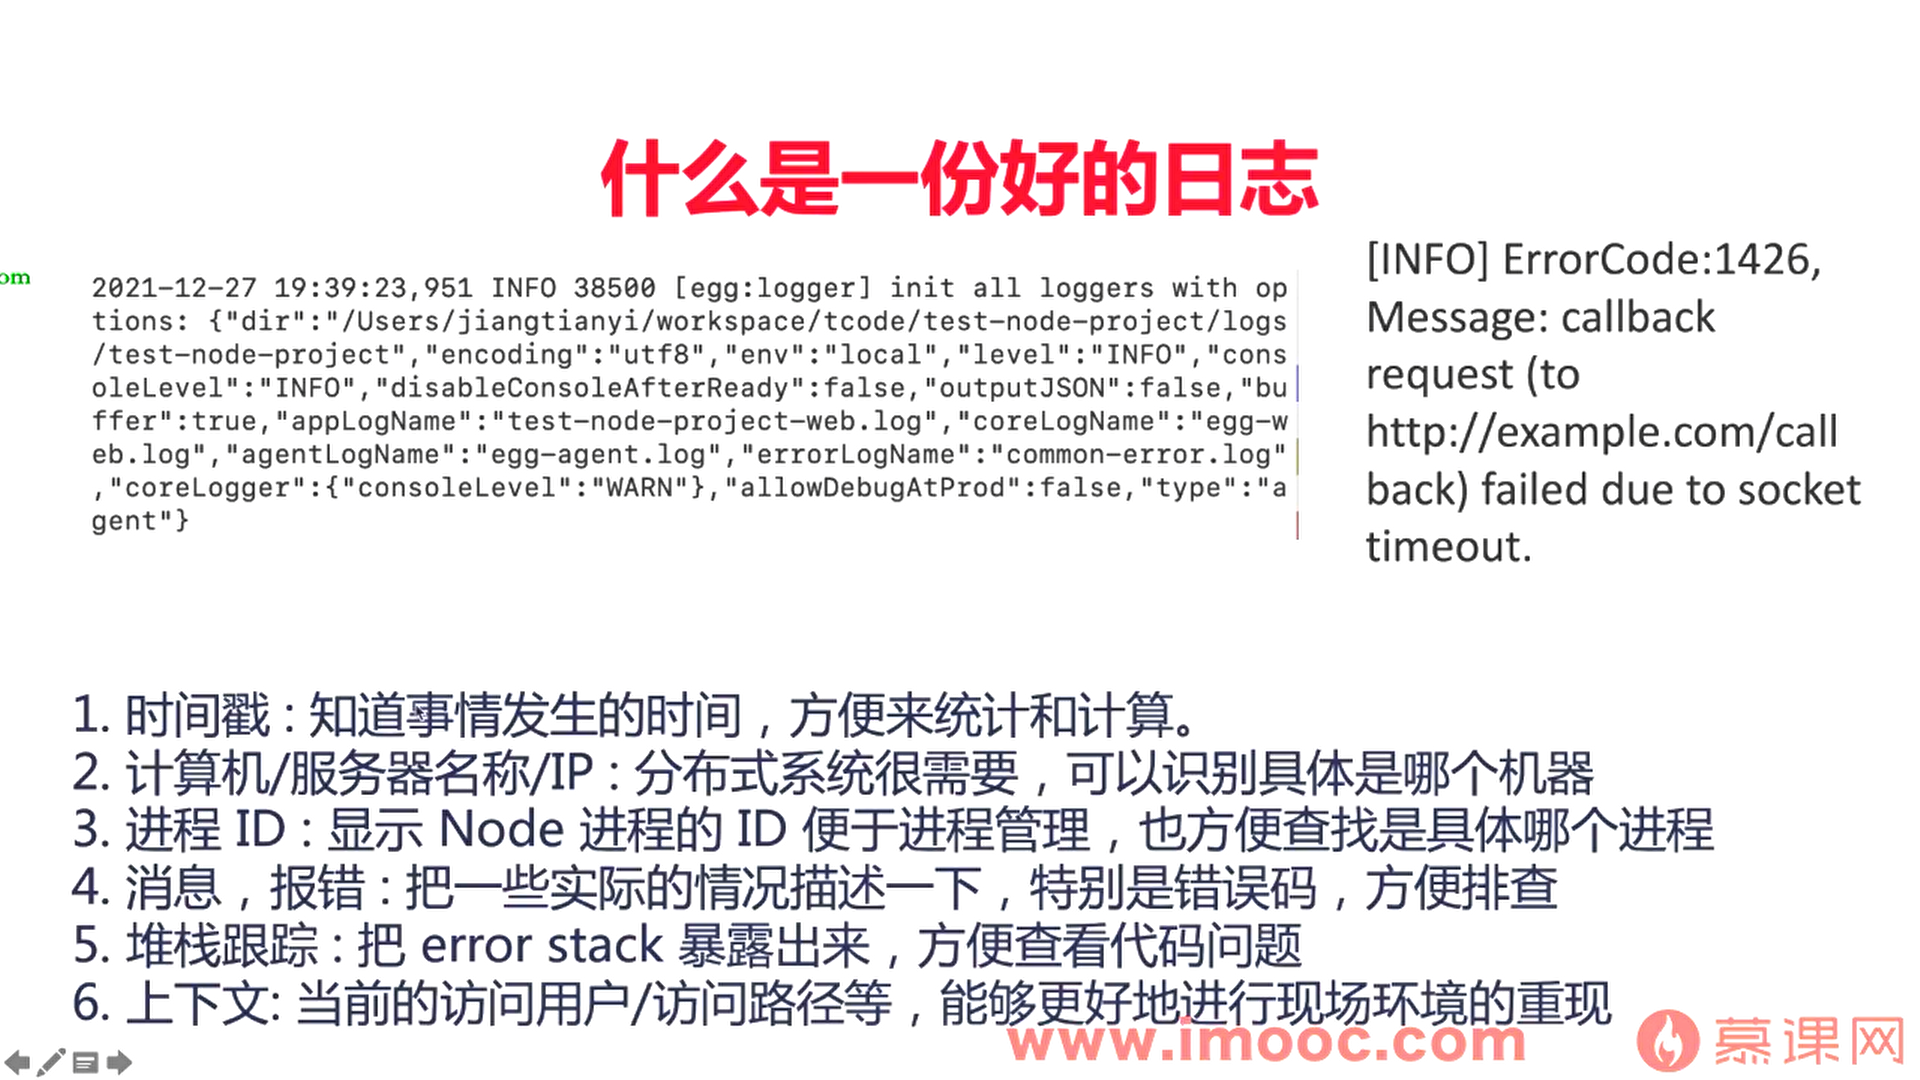 什么是一份好的日志
om
2021-12-27 19:39:23,951 INFO 38500 [egg:logger] init all loggers with op
tions: {"dir":"/Users/jiangtianyi/workspace/tcode/test-node-project/logs
/test-node-project","encoding":"utf8","env":"local","level":"INFO","cons
oleLevel":"INFO","disableConsoleAfterReady":false,"outputJSON":false,"bu
ffer":true,"appLogName":"test-node-project-web.log","coreLogName":"egg-w
eb.log","agentLogName":"egg-agent.log","errorLogName":"common-error.log"
,"coreLogger":{"consoleLevel":"WARN"},"allowDebugAtProd":false,"type":"a
gent"}
[INFO] ErrorCode:1426,
Message: callback
request (to
http://example.com/call
back) failed due to socket
timeout.
1. 时间戳：知道事情发生的时间，方便来统计和计算。
2. 计算机/服务器名称/IP：分布式系统很需要，可以识别具体是哪个机器
3. 进程 ID：显示 Node 进程的 ID 便于进程管理，也方便查找是具体哪个进程
4. 消息，报错：把一些实际的情况描述一下，特别是错误码，方便排查
5. 堆栈跟踪：把 error stack 暴露出来，方便查看代码问题
6. 上下文: 当前的访问用户/访问路径等，能够更好地进行现场环境的重现
www.imooc.com
慕课网